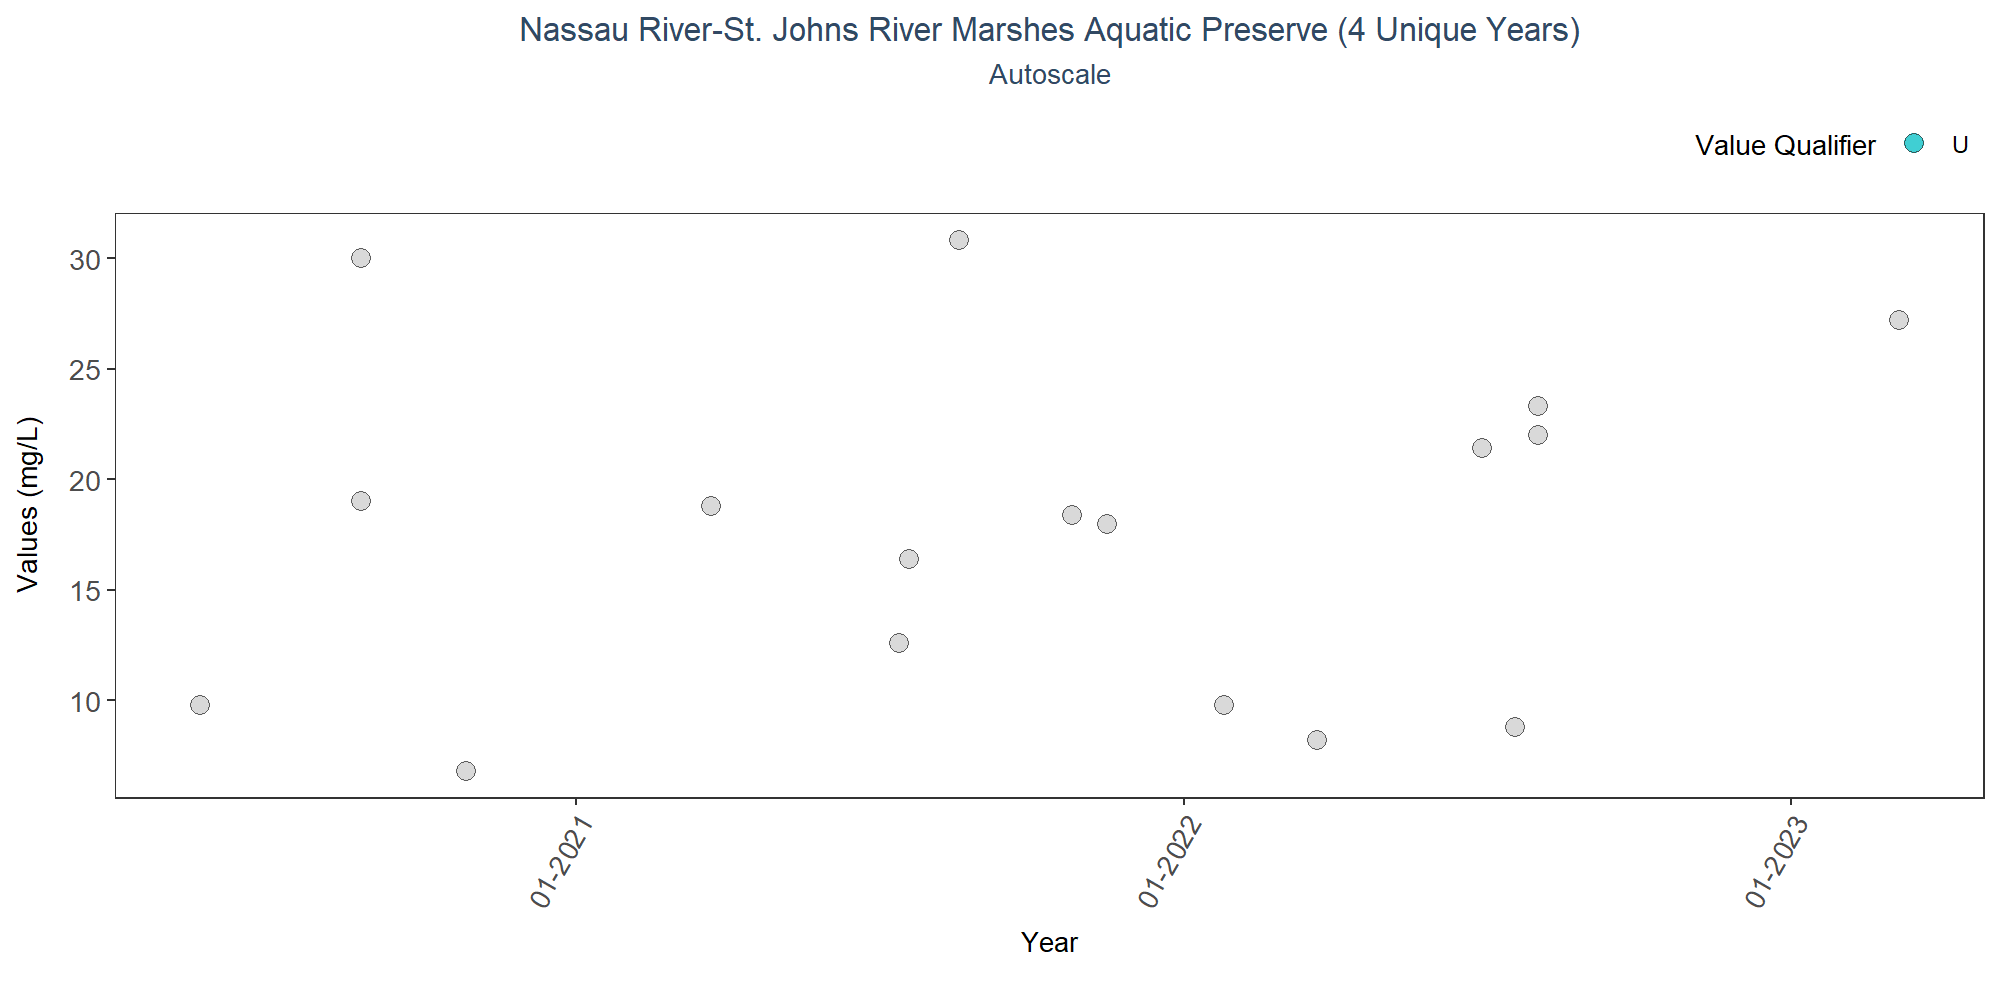 Nassau River-St. Johns River Marshes Aquatic Preserve (4 Unique Years)
Autoscale
Value Qualifier U
30
25
20
15
10
Values (mg/L)
01-2021
01-2022
01-2023
Year